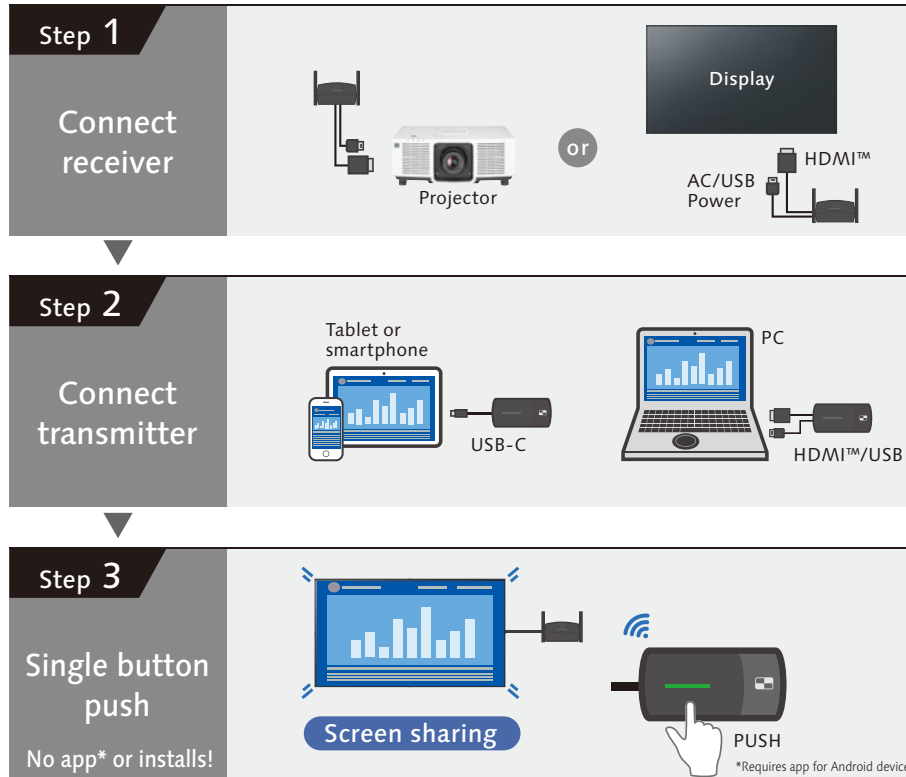 Step 1
Connect
receiver
Projector
or
Display
HDMI™
AC/USB
Power
Step 2
Connect
transmitter
Tablet or
smartphone
USB-C
PC
HDMI™/USB
Step 3
Single button
push
No app* or installs!
Screen sharing
PUSH
*Requires app for Android device